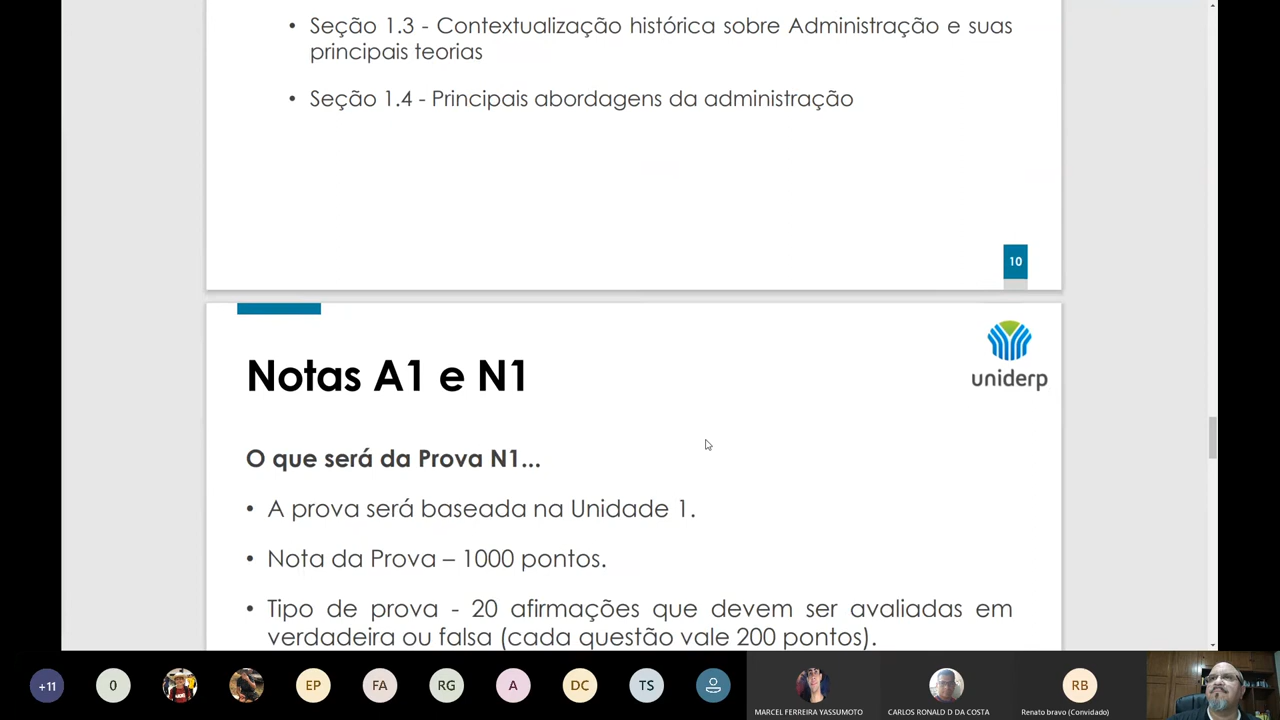 • Seção 1.3 - Contextualização histórica sobre Administração e suas
principais teorias
• Seção 1.4 - Principais abordagens da administração
10
uniderp
Notas A1 e N1
O que será da Prova N1...
• A prova será baseada na Unidade 1.
• Nota da Prova – 1000 pontos.
• Tipo de prova - 20 afirmações que devem ser avaliadas em
verdadeira ou falsa (cada questão vale 200 pontos).
+11 0 EP FA RG A DC TS RB
MARCEL FERREIRA YASSUMOTO CARLOS RONALD D DA COSTA Renato bravo (Convidado)